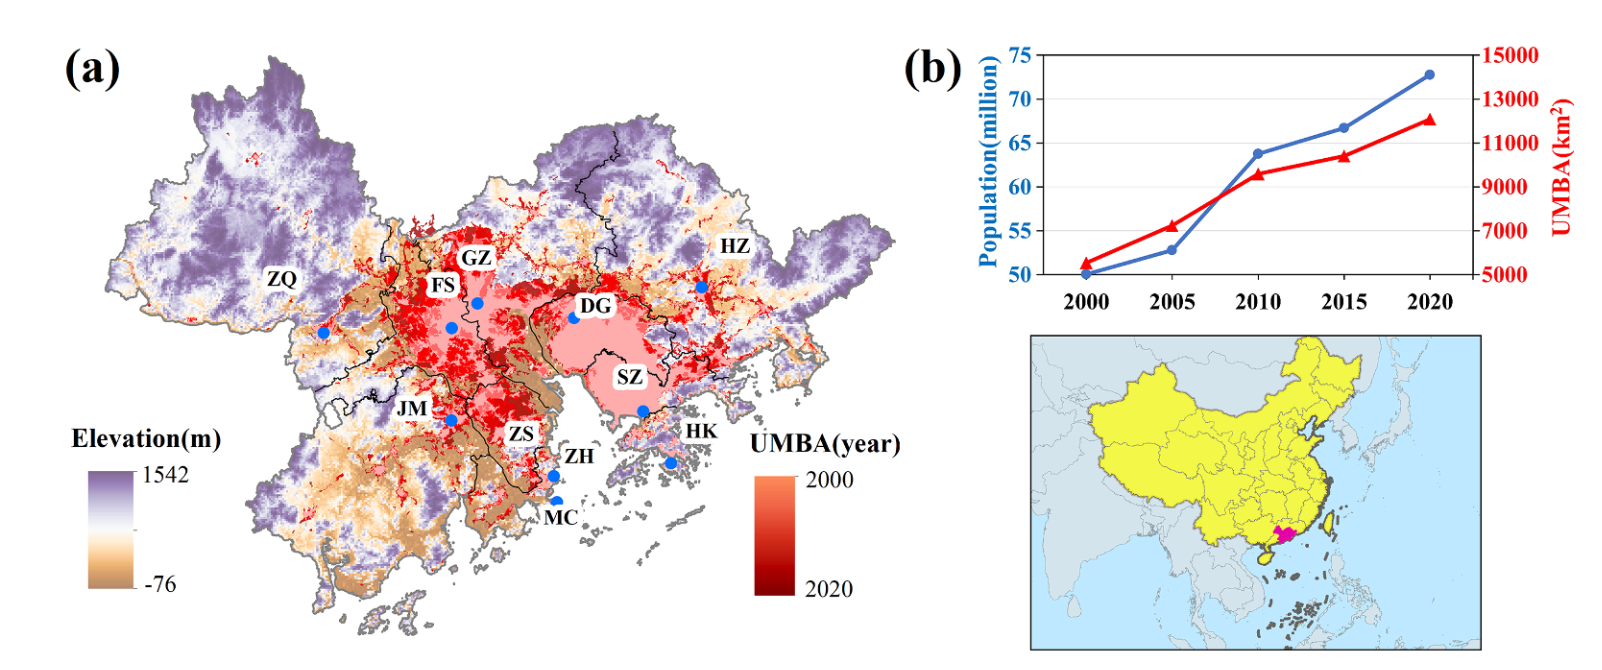 (a)
GZ
HZ
FS
ZQ
DG
SZ
JM
ZS
HK
ZH
MC
Elevation(m)
1542
-76
UMBA(year)
2000
2020
(b)
Population(million)
75
70
65
60
55
50
15000
13000
11000
9000
7000
5000
UMBA(km²)
2000 2005 2010 2015 2020